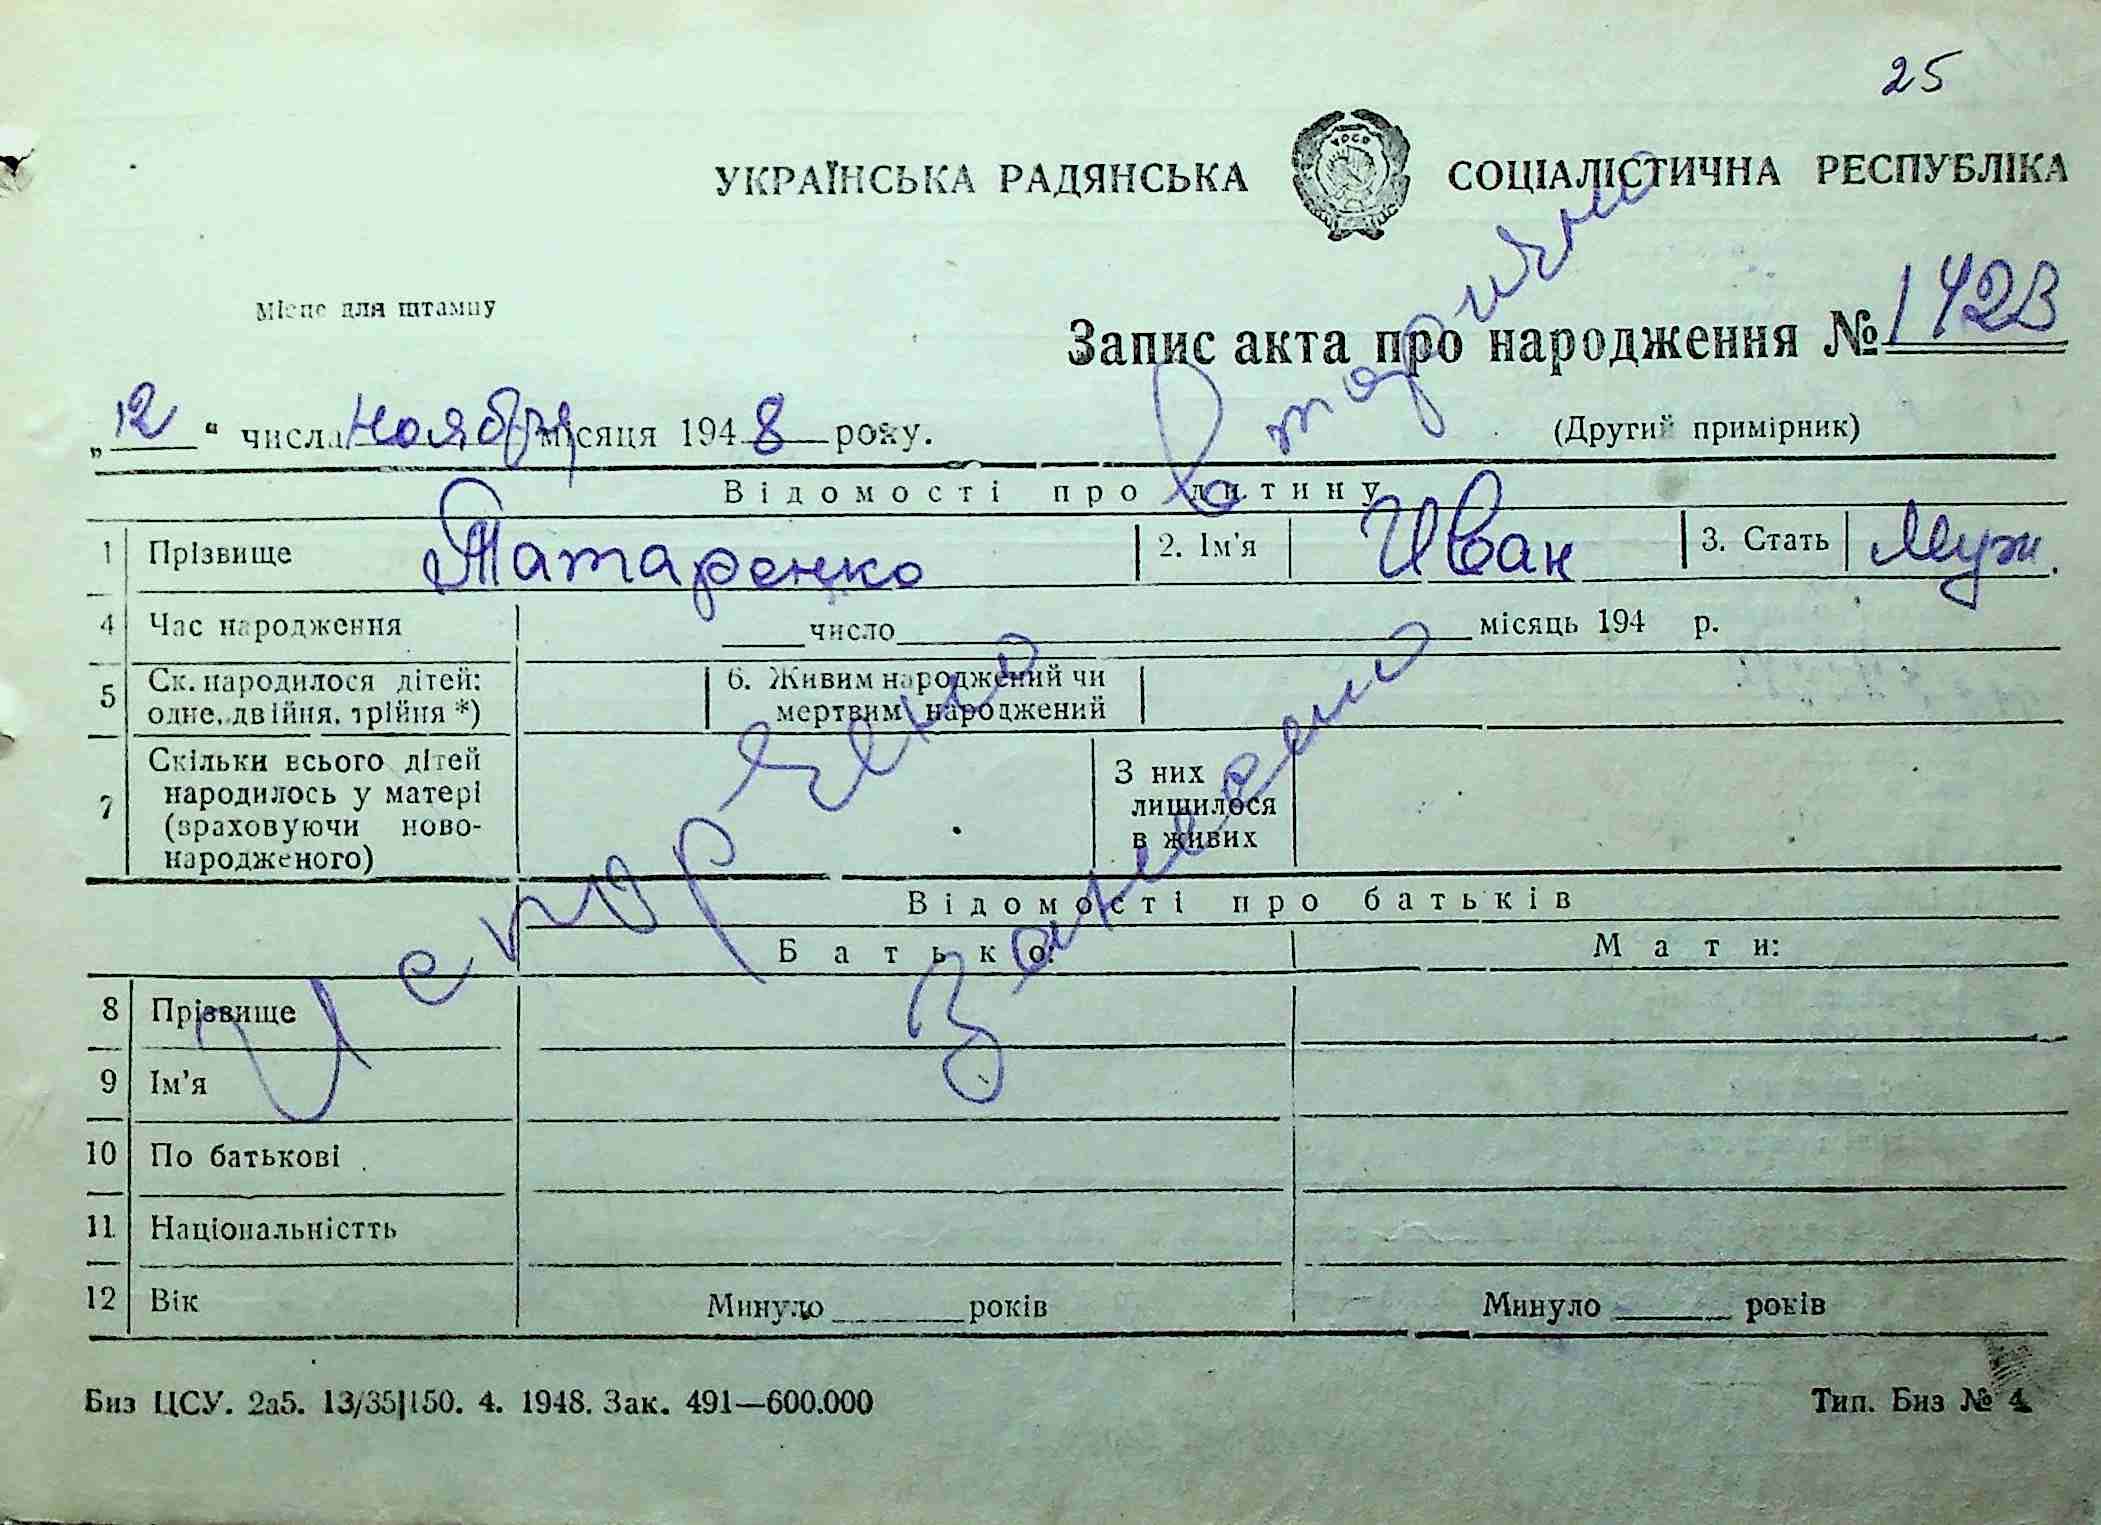 25
УКРАЇНСЬКА РАДЯНСЬКА СОЦІАЛІСТИЧНА РЕСПУБЛІКА
Місце для штампу
Запис акта про народження № 1423
„12“ числа ноября місяця 1948 року.
(Другий примірник)
Відомості про дитину
1 Прізвище Татаренко 2. Ім'я Иван 3. Стать Муж.
4 Час народження число місяць 194 р.
5 Ск. народилося дітей: одне, двійня, трійня *) 6. Живим народжений чи мертвим народжений
7 Скільки всього дітей народилось у матері (враховуючи новонародженого) З них лишилося в живих
Вторично
записано
Відомості про батьків
Батько: Мати:
8 Прізвище
9 Ім'я
10 По батькові
11 Національністть
12 Вік Минуло років Минуло років
Биз ЦСУ. 2а5. 13/35|150. 4. 1948. Зак. 491—600.000 Тип. Биз № 4